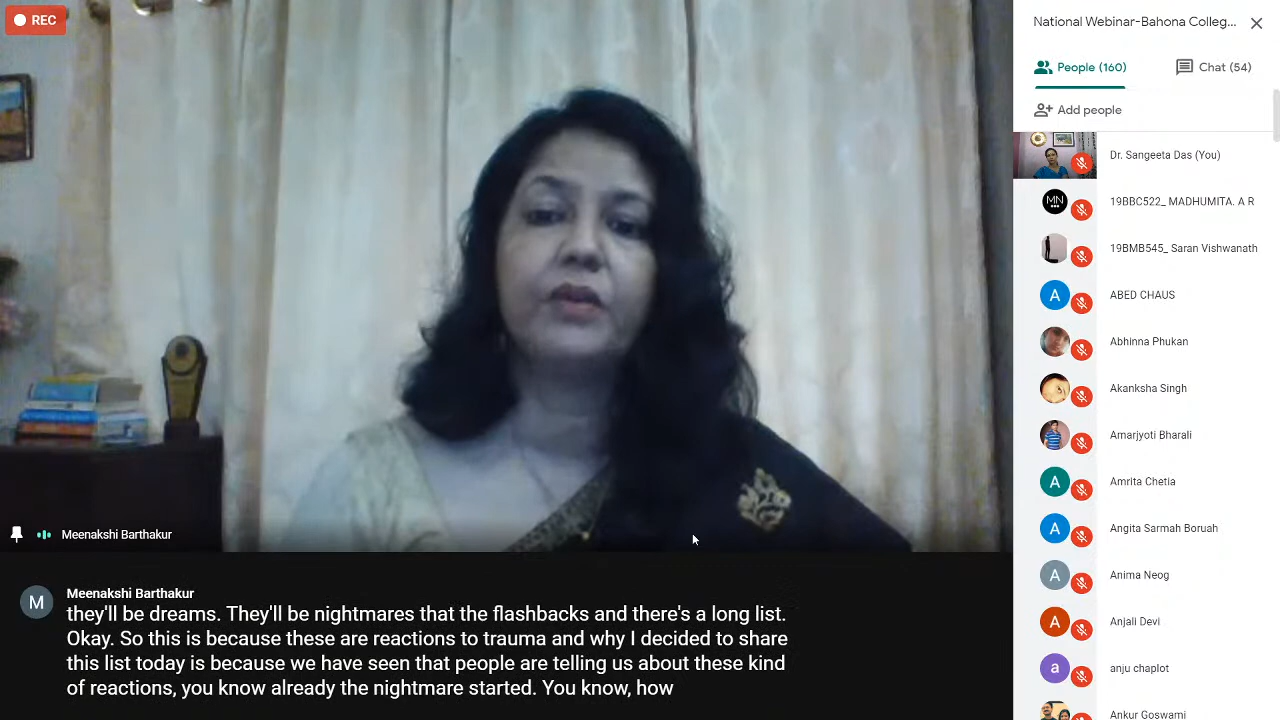 REC
National Webinar-Bahona Colleg...
People (160)
Chat (54)
Add people
Dr. Sangeeta Das (You)
MN
19BBC522_ MADHUMITA. A R
19BMB545_ Saran Vishwanath
A
ABED CHAUS
Abhinna Phukan
Akanksha Singh
Amarjyoti Bharali
A
Amrita Chetia
A
Angita Sarmah Boruah
A
Anima Neog
A
Anjali Devi
a
anju chaplot
Ankur Goswami
Meenakshi Barthakur
M
Meenakshi Barthakur
they'll be dreams. They'll be nightmares that the flashbacks and there's a long list.
Okay. So this is because these are reactions to trauma and why I decided to share
this list today is because we have seen that people are telling us about these kind
of reactions, you know already the nightmare started. You know, how